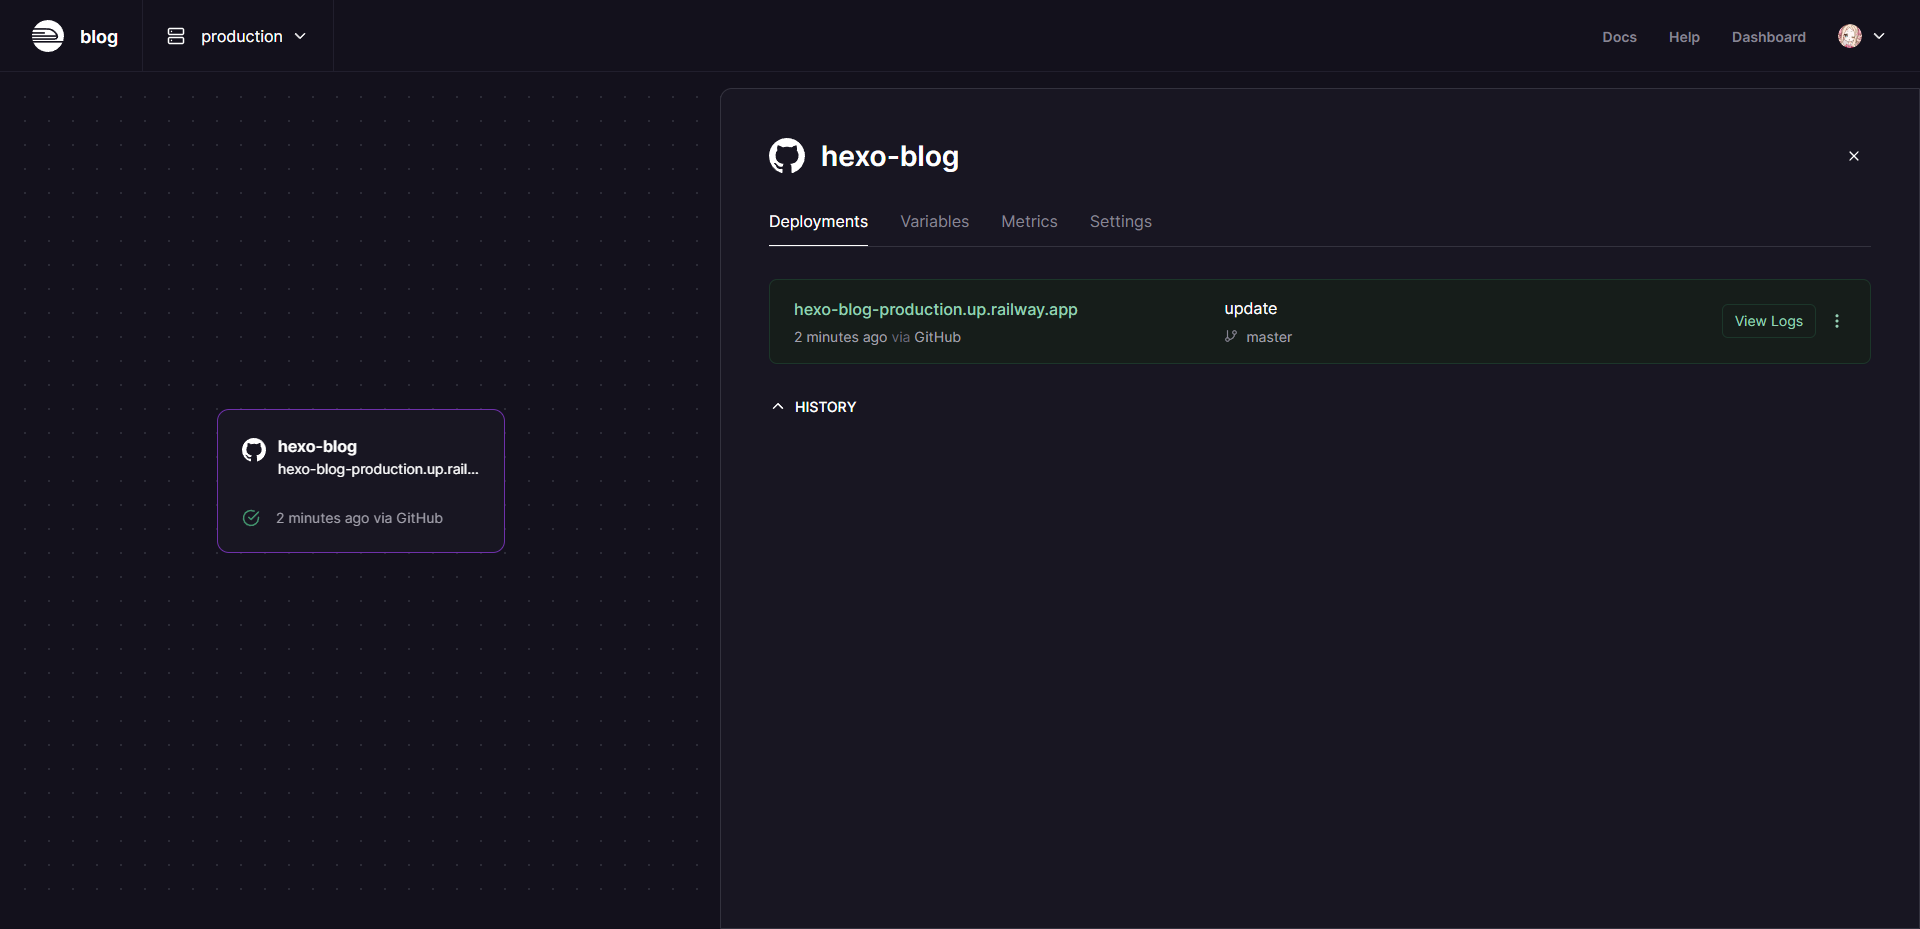 blog
production
Docs
Help
Dashboard
hexo-blog
hexo-blog-production.up.rail...
2 minutes ago via GitHub
hexo-blog
Deployments
Variables
Metrics
Settings
hexo-blog-production.up.railway.app
2 minutes ago via GitHub
update
master
View Logs
HISTORY